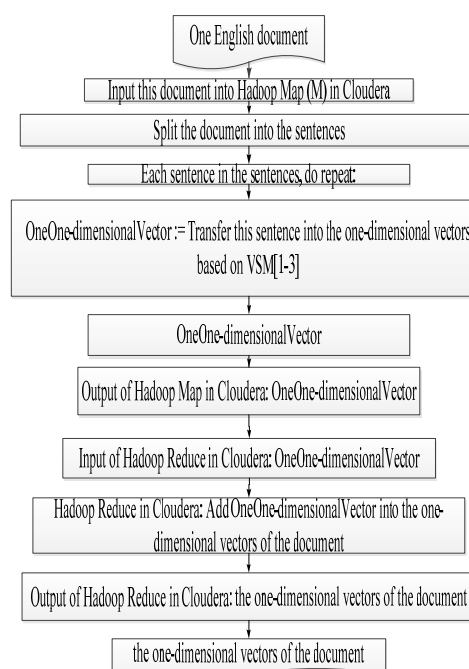 One English document
Input this document into Hadoop Map (M) in Cloudera
Split the document into the sentences
Each sentence in the sentences, do repeat:
OneOne-dimensionalVector := Transfer this sentence into the one-dimensional vectors
based on VSM[1-3]
OneOne-dimensionalVector
Output of Hadoop Map in Cloudera: OneOne-dimensionalVector
Input of Hadoop Reduce in Cloudera: OneOne-dimensionalVector
Hadoop Reduce in Cloudera: Add OneOne-dimensionalVector into the one-
dimensional vectors of the document
Output of Hadoop Reduce in Cloudera: the one-dimensional vectors of the document
the one-dimensional vectors of the document